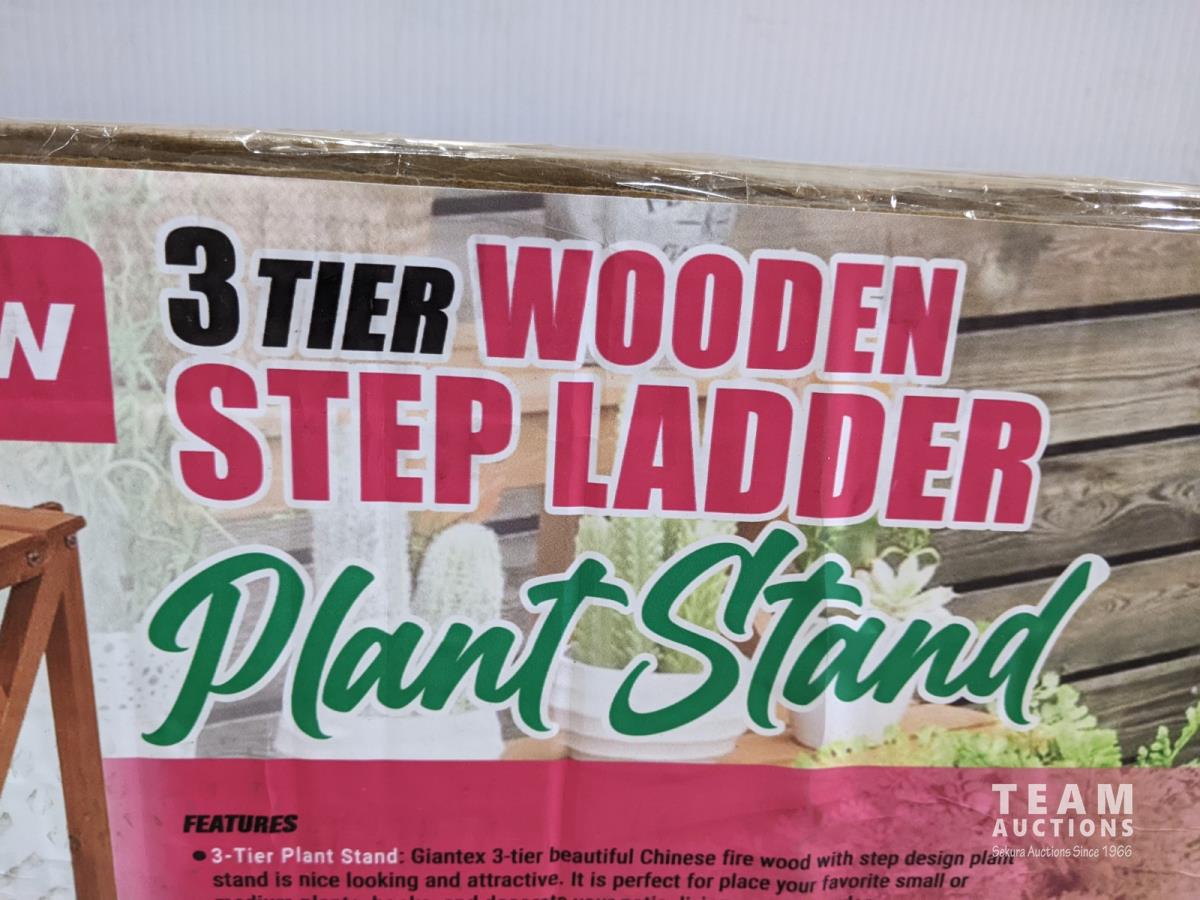 N
3 TIER WOODEN
STEP LADDER
Plant Stand
FEATURES
• 3-Tier Plant Stand: Giantex 3-tier beautiful Chinese fire wood with step design plant
stand is nice looking and attractive. It is perfect for place your favorite small or
TEAM
AUCTIONS
Sekura Auctions Since 1966